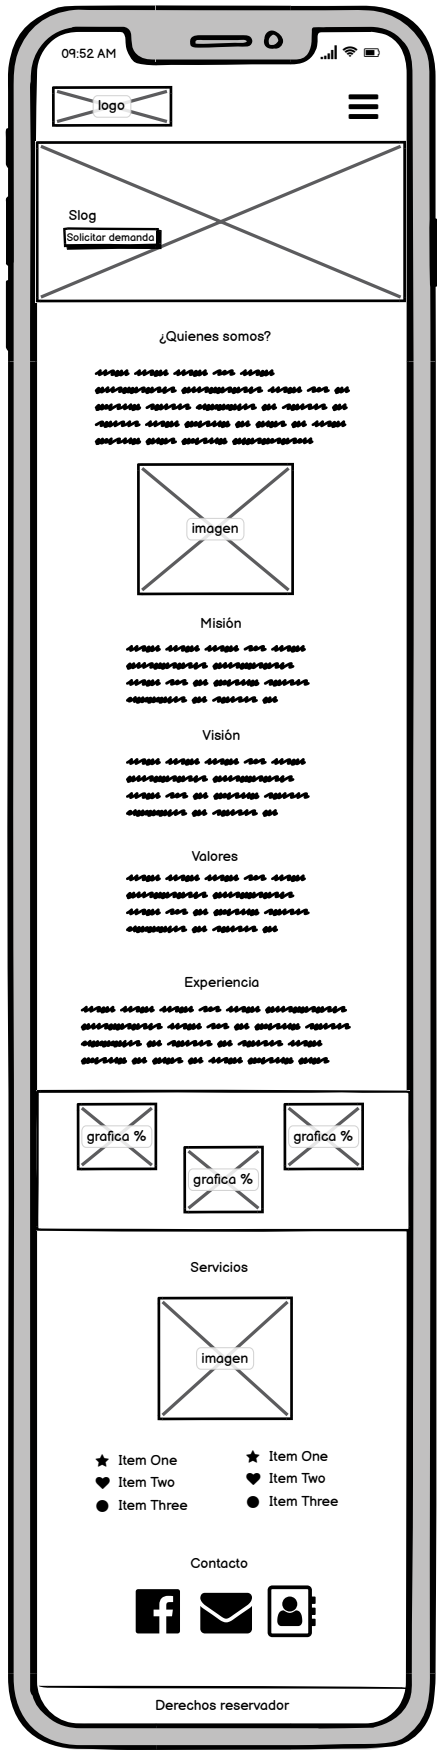 09:52 AM
logo
Slog
Solicitar demanda
¿Quienes somos?
imagen
Misión
Visión
Valores
Experiencia
grafica %
grafica %
grafica %
Servicios
imagen
Item One
Item Two
Item Three
Item One
Item Two
Item Three
Contacto
Derechos reservador